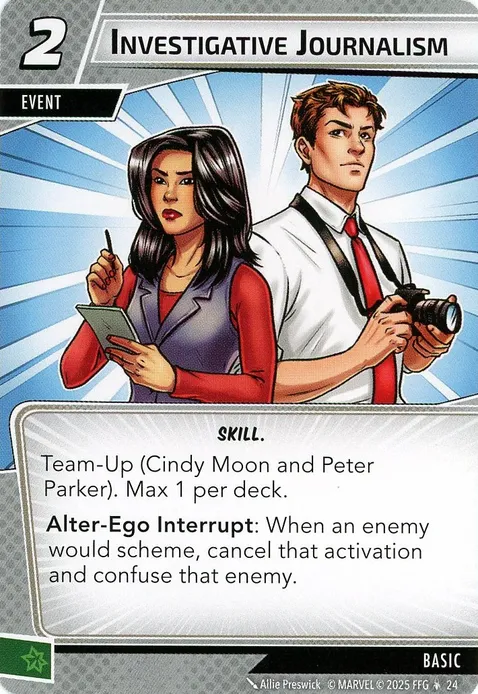 2
INVESTIGATIVE JOURNALISM
EVENT
SKILL.
Team-Up (Cindy Moon and Peter
Parker). Max 1 per deck.
Alter-Ego Interrupt: When an enemy
would scheme, cancel that activation
and confuse that enemy.
BASIC
Allie Preswick © MARVEL © 2025 FFG 24